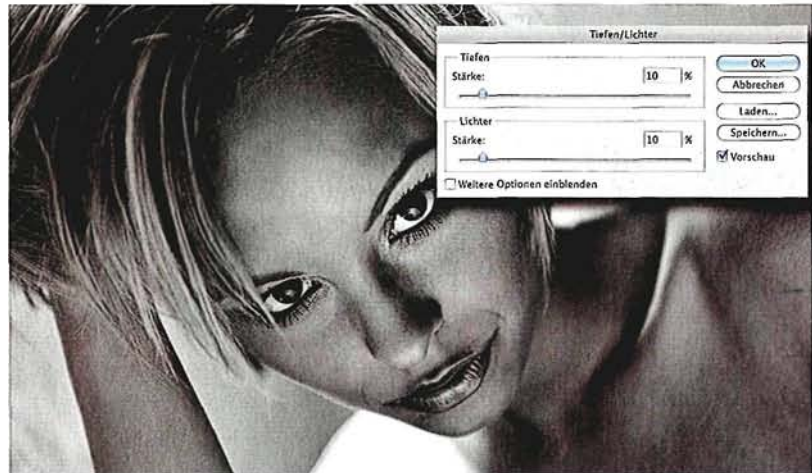 Tiefen/Lichter
Tiefen
Stärke: 10 %
Lichter
Stärke: 10 %
Weitere Optionen einblenden
OK
Abbrechen
Laden...
Speichern...
Vorschau